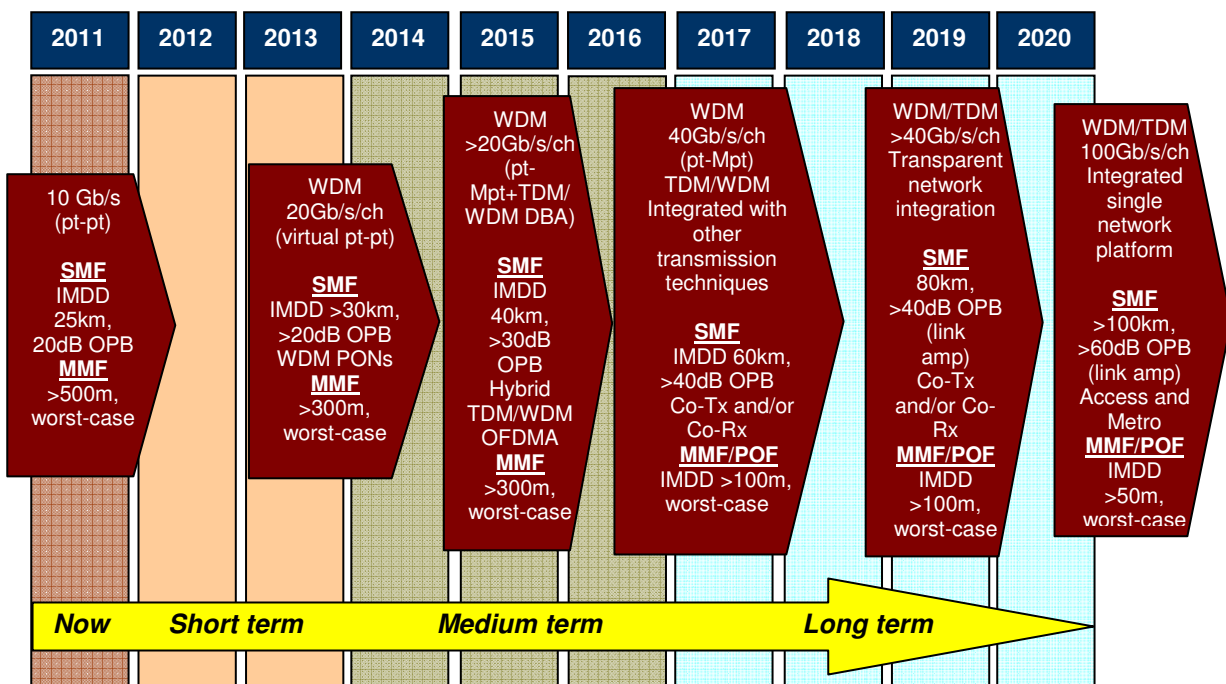 2011 2012 2013 2014 2015 2016 2017 2018 2019 2020
10 Gb/s
(pt-pt)
SMF
IMDD
25km,
20dB OPB
MMF
>500m,
worst-case
WDM
20Gb/s/ch
(virtual pt-pt)
SMF
IMDD >30km,
>20dB OPB
WDM PONs
MMF
>300m,
worst-case
WDM
>20Gb/s/ch
(pt-
Mpt+TDM/
WDM DBA)
SMF
IMDD
40km,
>30dB
OPB
Hybrid
TDM/WDM
OFDMA
MMF
>300m,
worst-case
WDM
40Gb/s/ch
(pt-Mpt)
TDM/WDM
Integrated with
other
transmission
techniques
SMF
IMDD 60km,
>40dB OPB
Co-Tx and/or
Co-Rx
MMF/POF
IMDD >100m,
worst-case
WDM/TDM
>40Gb/s/ch
Transparent
network
integration
SMF
80km,
>40dB OPB
(link
amp)
Co-Tx
and/or Co-
Rx
MMF/POF
IMDD
>100m,
worst-case
WDM/TDM
100Gb/s/ch
Integrated
single
network
platform
SMF
>100km,
>60dB OPB
(link amp)
Access and
Metro
MMF/POF
IMDD
>50m,
worst-case
Now Short term Medium term Long term